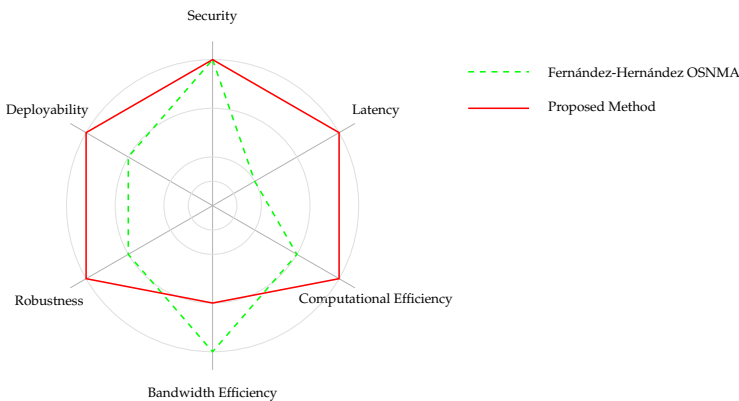 Security
Fernández-Hernández OSNMA
Proposed Method
Deployability
Latency
Robustness
Computational Efficiency
Bandwidth Efficiency